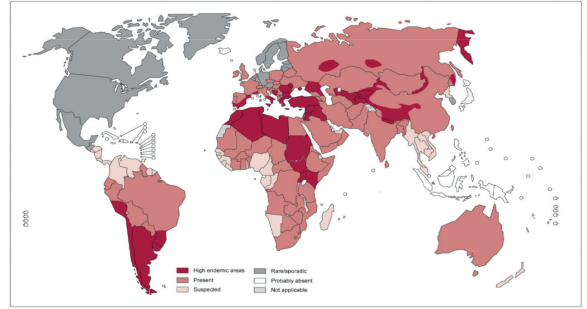 High endemic areas
Present
Suspected
Rare/sporadic
Probably absent
Not applicable